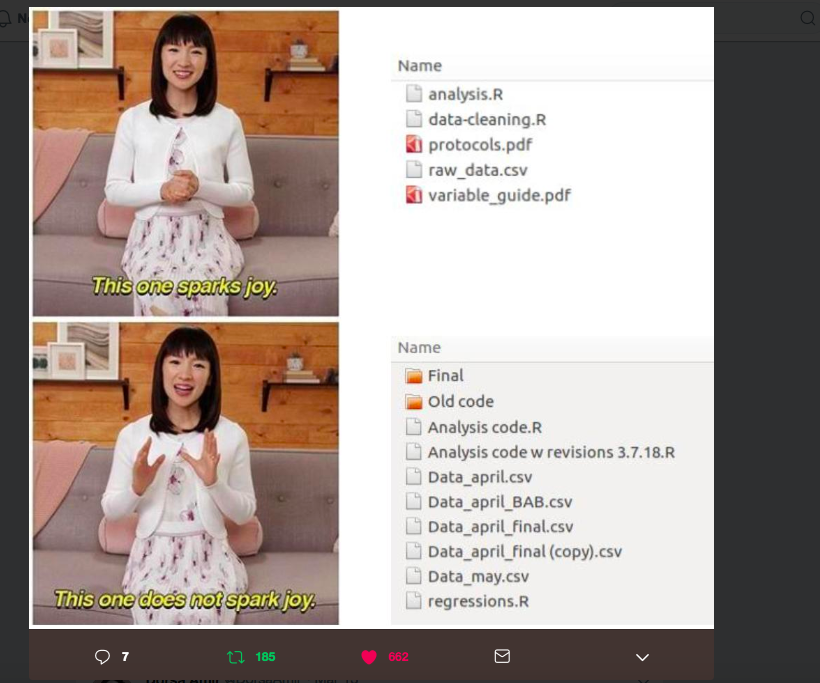 This one sparks joy.
Name
analysis.R
data-cleaning.R
protocols.pdf
raw_data.csv
variable_guide.pdf
This one does not spark joy.
Name
Final
Old code
Analysis code.R
Analysis code w revisions 3.7.18.R
Data_april.csv
Data_april_BAB.csv
Data_april_final.csv
Data_april_final (copy).csv
Data_may.csv
regressions.R
7 185 662